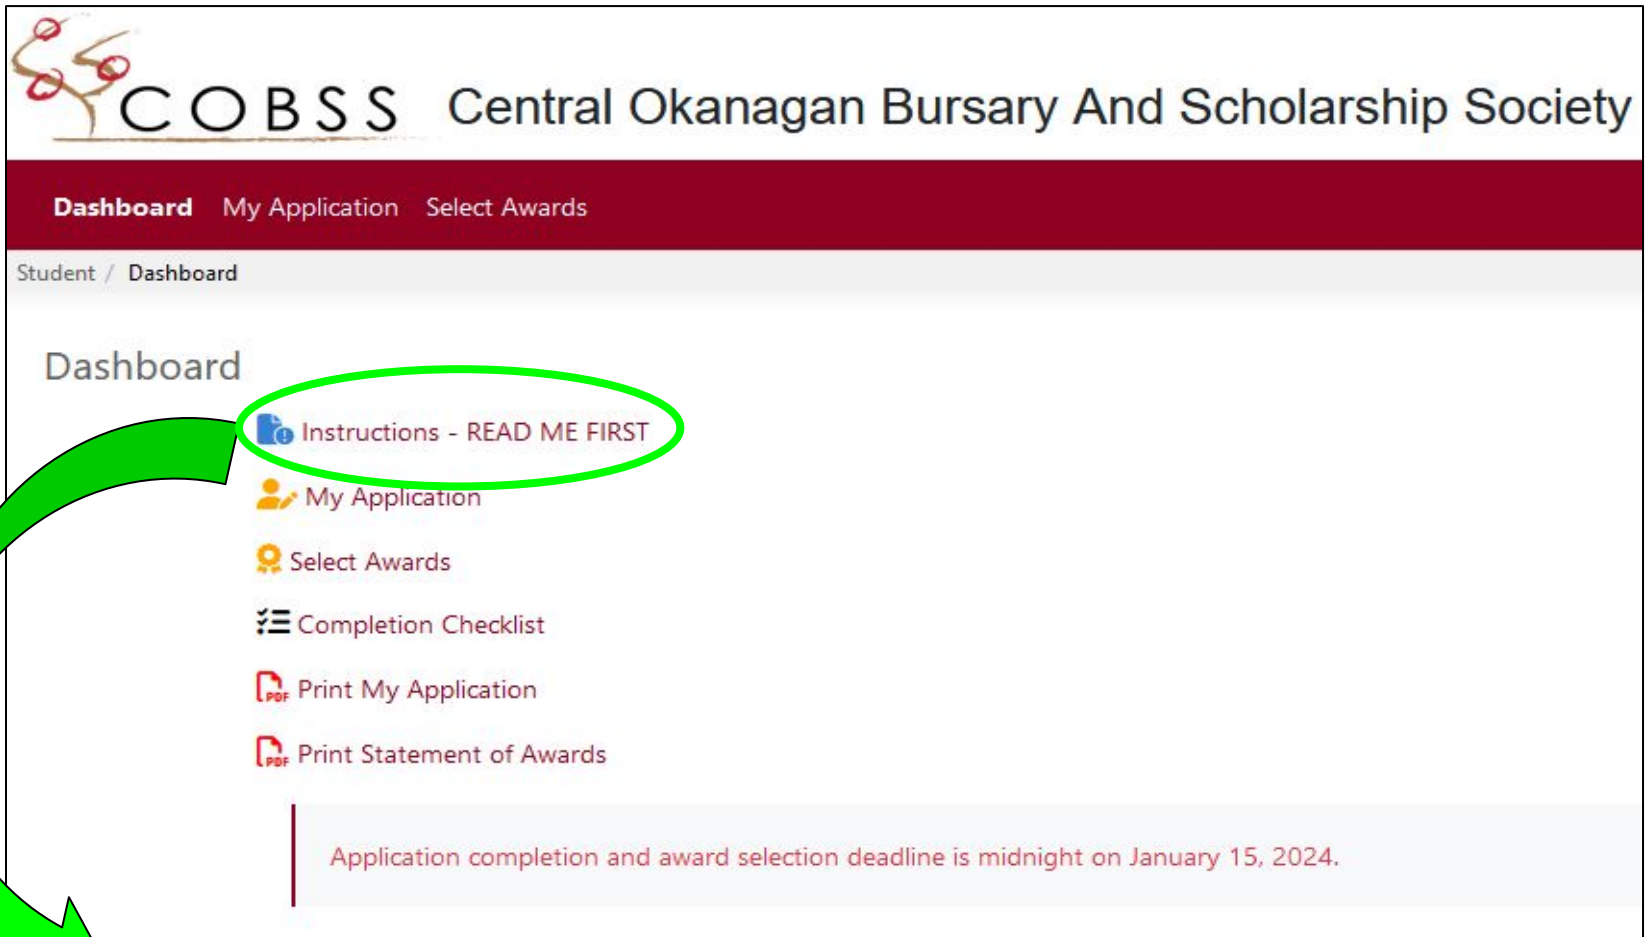 COBSS Central Okanagan Bursary And Scholarship Society
Dashboard My Application Select Awards
Student / Dashboard
Dashboard
Instructions - READ ME FIRST
My Application
Select Awards
Completion Checklist
PDF Print My Application
PDF Print Statement of Awards
Application completion and award selection deadline is midnight on January 15, 2024.